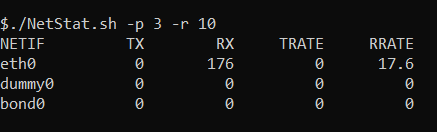 $./NetStat.sh -p 3 -r 10
NETIF TX RX TRATE RRATE
eth0 0 176 0 17.6
dummy0 0 0 0 0
bond0 0 0 0 0